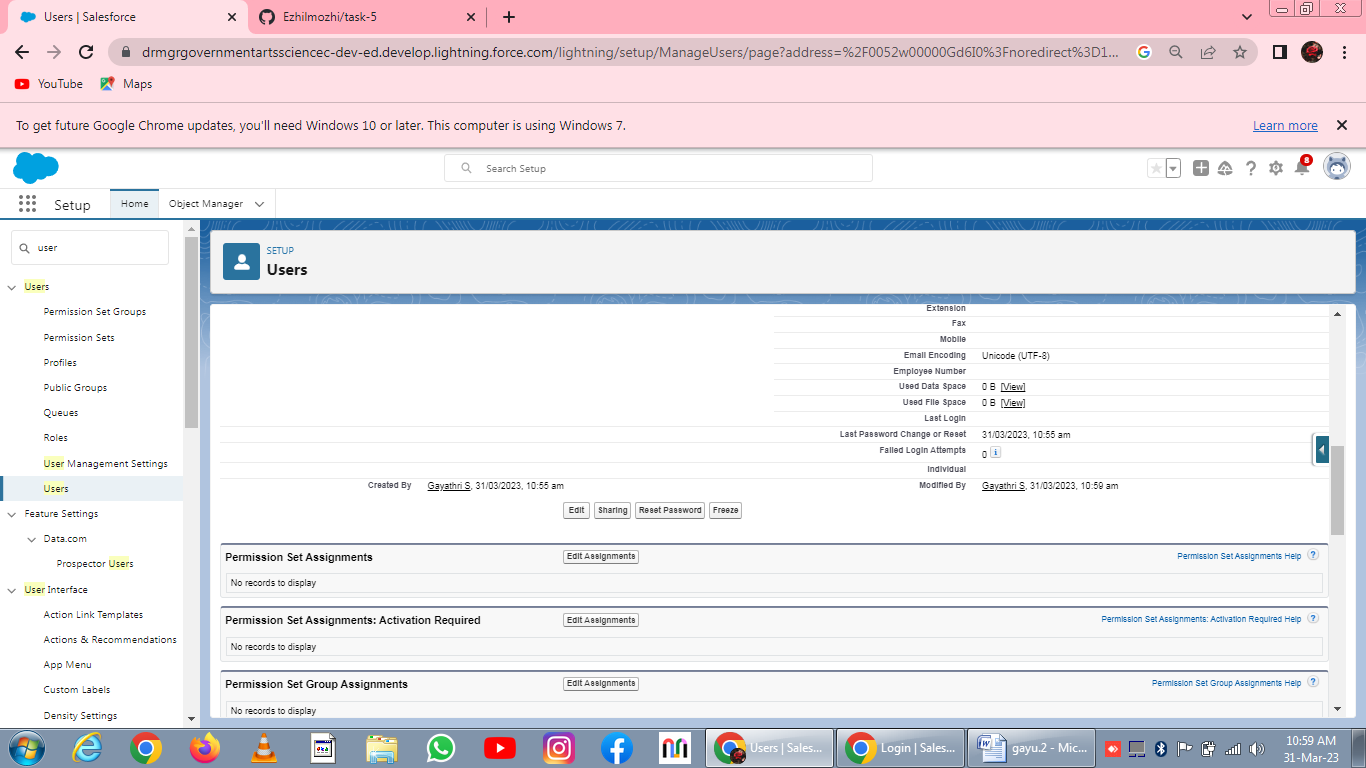 Users | Salesforce
Ezhilmozhi/task-5
drmgrgovernmentartssciencec-dev-ed.develop.lightning.force.com/lightning/setup/ManageUsers/page?address=%2F0052w00000Gd6I0%3Fnoredirect%3D1...
YouTube
Maps
To get future Google Chrome updates, you'll need Windows 10 or later. This computer is using Windows 7.
Learn more
Search Setup
8
Setup
Home
Object Manager
user
Users
Permission Set Groups
Permission Sets
Profiles
Public Groups
Queues
Roles
User Management Settings
Users
Feature Settings
Data.com
Prospector Users
User Interface
Action Link Templates
Actions & Recommendations
App Menu
Custom Labels
Density Settings
SETUP
Users
Extension
Fax
Mobile
Email Encoding Unicode (UTF-8)
Employee Number
Used Data Space 0 B [View]
Used File Space 0 B [View]
Last Login
Last Password Change or Reset 31/03/2023, 10:55 am
Failed Login Attempts 0 i
Individual
Created By Gayathri S, 31/03/2023, 10:55 am
Modified By Gayathri S, 31/03/2023, 10:59 am
Edit Sharing Reset Password Freeze
Permission Set Assignments Edit Assignments Permission Set Assignments Help ?
No records to display
Permission Set Assignments: Activation Required Edit Assignments Permission Set Assignments: Activation Required Help ?
No records to display
Permission Set Group Assignments Edit Assignments Permission Set Group Assignments Help ?
No records to display
Users | Sales...
Login | Sales...
gayu.2 - Mic...
10:59 AM
31-Mar-23